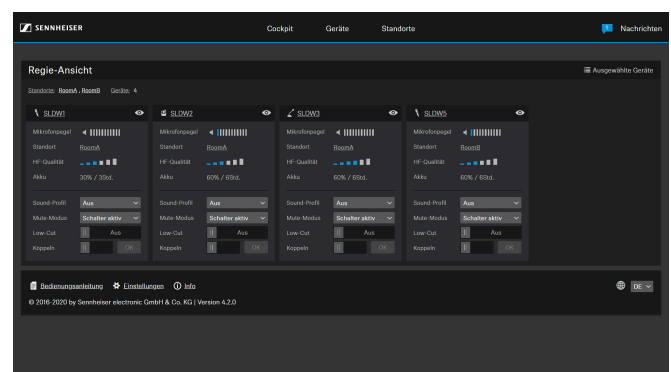 SENNHEISER Cockpit Geräte Standorte 1 Nachrichten
Regie-Ansicht Ausgewählte Geräte
Standorte: RoomA , RoomB Geräte: 4
SLDW1 SLDW2 SLDW3 SLDW5
Mikrofonpegel Mikrofonpegel Mikrofonpegel Mikrofonpegel
Standort RoomA Standort RoomA Standort RoomA Standort RoomB
HF-Qualität HF-Qualität HF-Qualität HF-Qualität
Akku 30% / 3Std. Akku 60% / 6Std. Akku 60% / 6Std. Akku 60% / 6Std.
Sound-Profil Aus Sound-Profil Aus Sound-Profil Aus Sound-Profil Aus
Mute-Modus Schalter aktiv Mute-Modus Schalter aktiv Mute-Modus Schalter aktiv Mute-Modus Schalter aktiv
Low-Cut Aus Low-Cut Aus Low-Cut Aus Low-Cut Aus
Koppeln OK Koppeln OK Koppeln OK Koppeln OK
Bedienungsanleitung Einstellungen Info DE
© 2016-2020 by Sennheiser electronic GmbH & Co. KG | Version 4.2.0